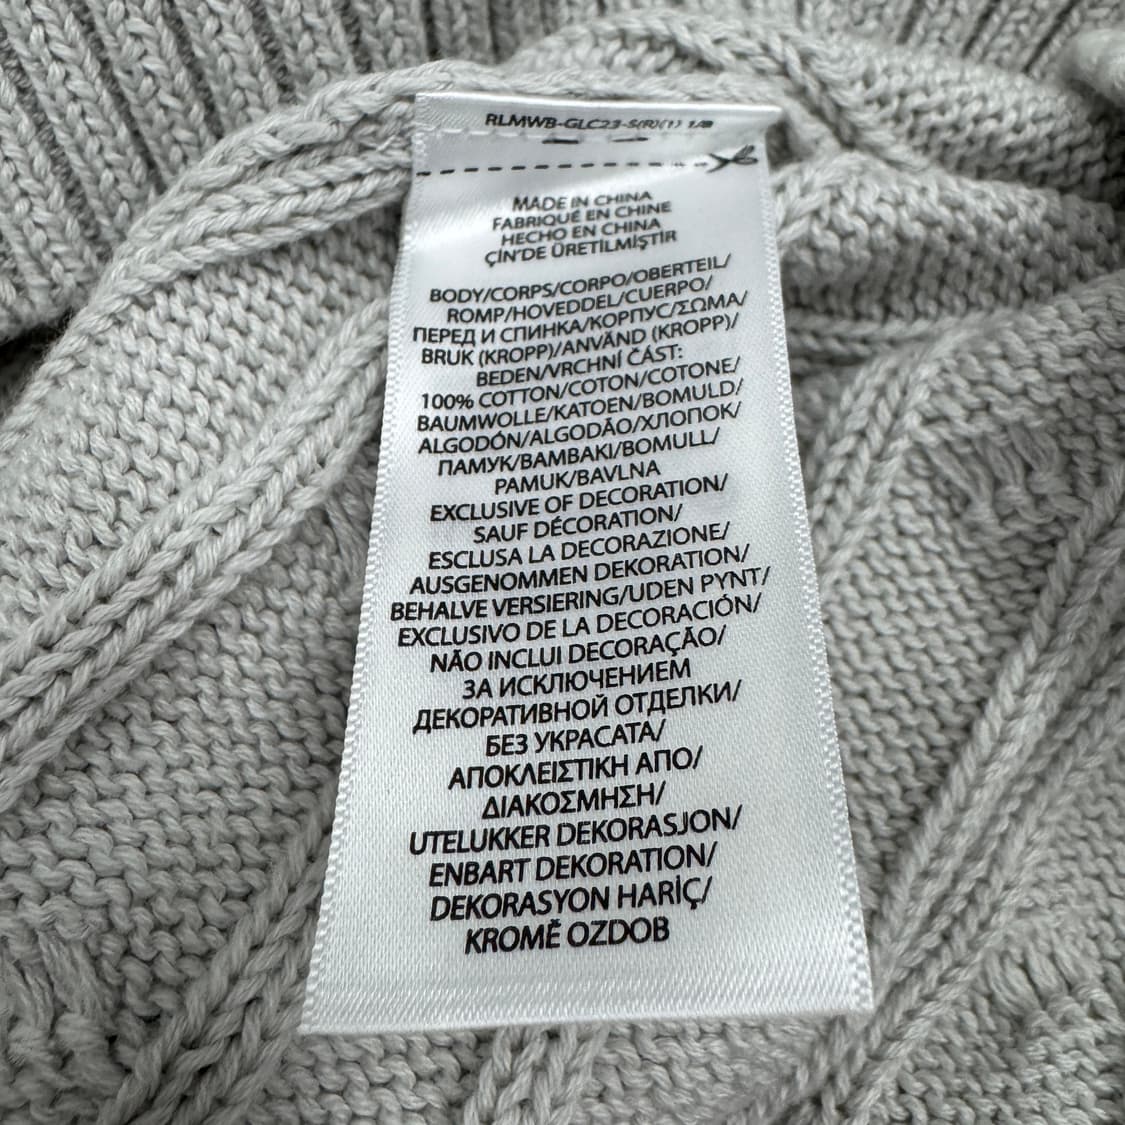 RLMWB-GLC23-S(R)(1) 1/8
MADE IN CHINA
FABRIQUÉ EN CHINE
HECHO EN CHINA
ÇİN'DE ÜRETİLMİŞTİR
BODY/CORPS/CORPO/OBERTEIL/
ROMP/HOVEDDEL/CUERPO/
ПЕРЕД И СПИНКА/КОРПУС/ΣΩΜΑ/
BRUK (KROPP)/ANVÄND (KROPP)/
BEDEN/VRCHNÍ ČÁST:
100% COTTON/COTON/COTONE/
BAUMWOLLE/KATOEN/BOMULD/
ALGODÓN/ALGODÃO/ХЛОПОК/
ПАМУК/ΒΑΜΒΑΚΙ/BOMULL/
PAMUK/BAVLNA
EXCLUSIVE OF DECORATION/
SAUF DÉCORATION/
ESCLUSA LA DECORAZIONE/
AUSGENOMMEN DEKORATION/
BEHALVE VERSIERING/UDEN PYNT/
EXCLUSIVO DE LA DECORACIÓN/
NÃO INCLUI DECORAÇÃO/
ЗА ИСКЛЮЧЕНИЕМ
ДЕКОРАТИВНОЙ ОТДЕЛКИ/
БЕЗ УКРАСАТА/
ΑΠΟΚΛΕΙΣΤΙΚΗ ΑΠΟ/
ΔΙΑΚΟΣΜΗΣΗ/
UTELUKKER DEKORASJON/
ENBART DEKORATION/
DEKORASYON HARİÇ/
KROMĚ OZDOB